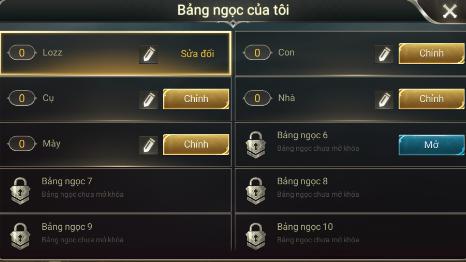 Bảng ngọc của tôi
0 Lozz Sửa đổi
0 Con Chỉnh
0 Cụ Chỉnh
0 Nhà Chỉnh
0 Mày Chỉnh
Bảng ngọc 6
Bảng ngọc chưa mở khóa
Mở
Bảng ngọc 7
Bảng ngọc chưa mở khóa
Bảng ngọc 8
Bảng ngọc chưa mở khóa
Bảng ngọc 9
Bảng ngọc chưa mở khóa
Bảng ngọc 10
Bảng ngọc chưa mở khóa